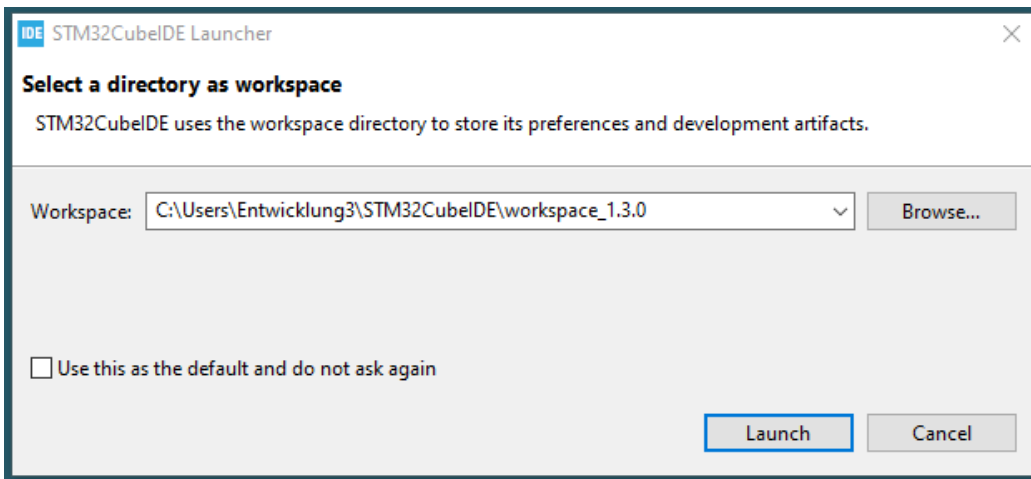 IDE STM32CubeIDE Launcher
Select a directory as workspace
STM32CubeIDE uses the workspace directory to store its preferences and development artifacts.
Workspace: C:\Users\Entwicklung3\STM32CubeIDE\workspace_1.3.0 Browse...
Use this as the default and do not ask again
Launch Cancel